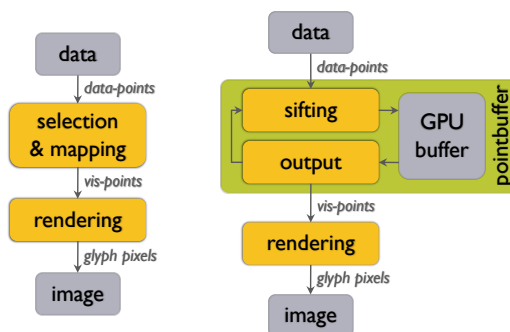 data
data-points
selection
& mapping
vis-points
rendering
glyph pixels
image
data
data-points
sifting
output
GPU
buffer
pointbuffer
vis-points
rendering
glyph pixels
image